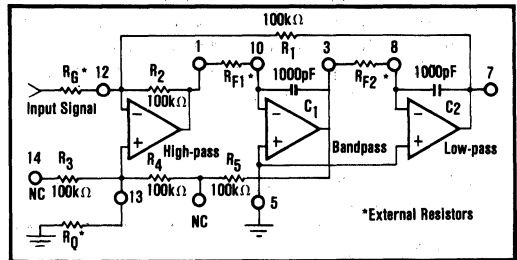 100kΩ
R1
1
10
3
8
RG*
12
R2
RF1*
1000pF
RF2*
1000pF
7
Input Signal
100kΩ
C1
C2
−
+
High-pass
−
+
Bandpass
−
+
Low-pass
14
R3
R4
R5
NC
100kΩ
100kΩ
100kΩ
13
NC
5
RQ*
*External Resistors